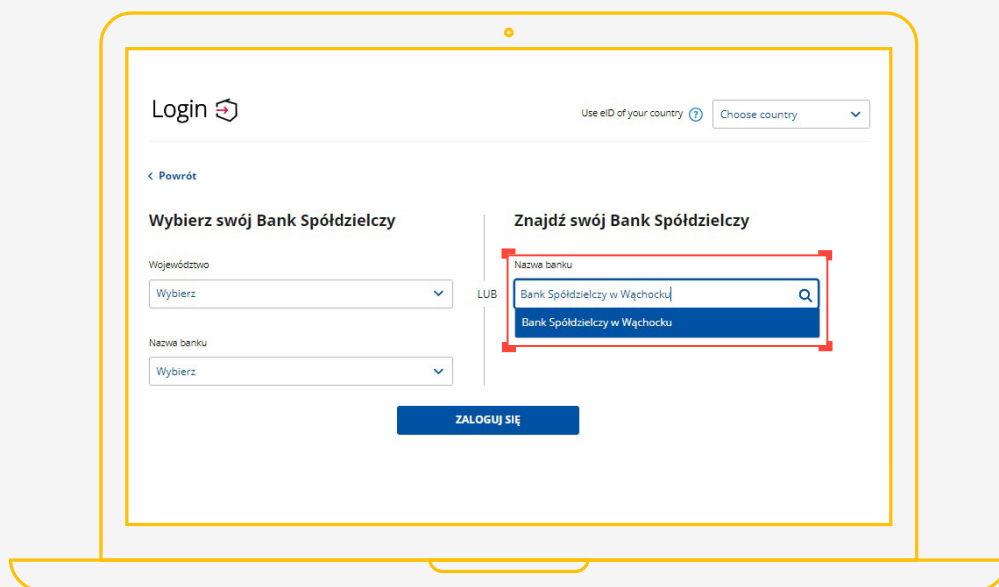 Login
Use eID of your country ?
Choose country
Powrót
Wybierz swój Bank Spółdzielczy
Województwo
Wybierz
Nazwa banku
Wybierz
LUB
Znajdź swój Bank Spółdzielczy
Nazwa banku
Bank Spółdzielczy w Wąchocku
Bank Spółdzielczy w Wąchocku
ZALOGUJ SIĘ